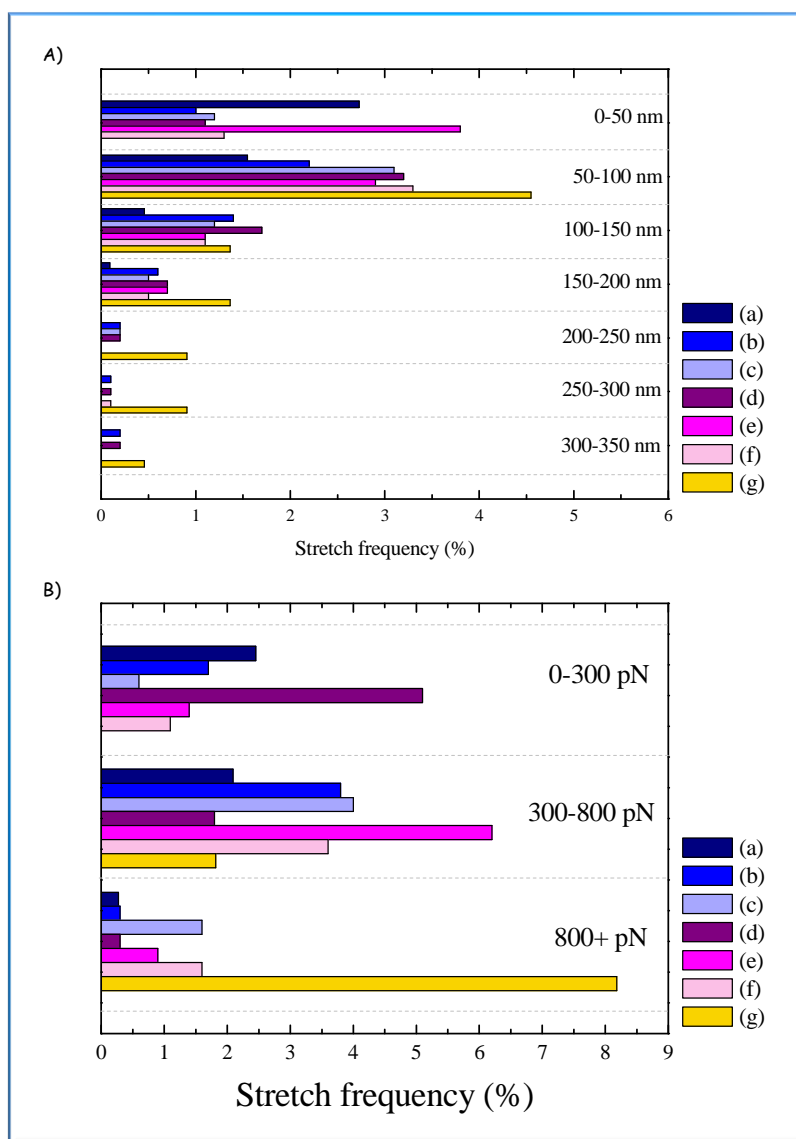 A)
0-50 nm
50-100 nm
100-150 nm
150-200 nm
200-250 nm
250-300 nm
300-350 nm
(a)
(b)
(c)
(d)
(e)
(f)
(g)
0 1 2 3 4 5 6
Stretch frequency (%)
B)
0-300 pN
300-800 pN
800+ pN
(a)
(b)
(c)
(d)
(e)
(f)
(g)
0 1 2 3 4 5 6 7 8 9
Stretch frequency (%)